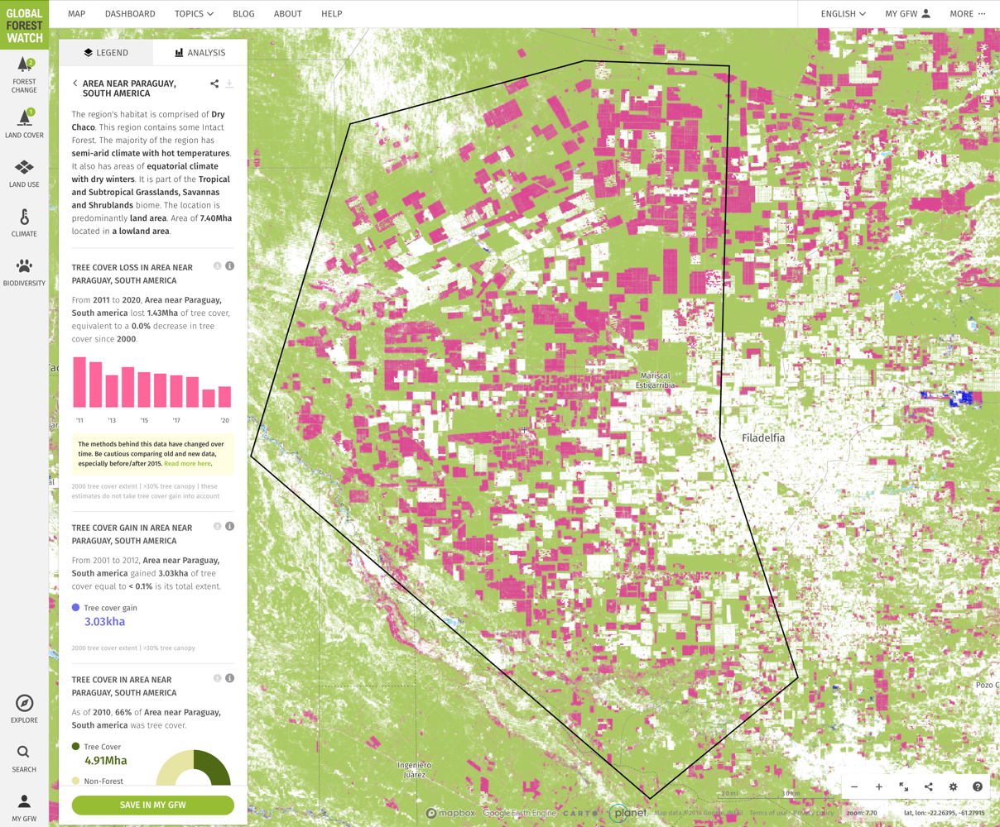 GLOBAL
FOREST
WATCH
MAP
DASHBOARD
TOPICS
BLOG
ABOUT
HELP
ENGLISH
MY GFW
MORE
2
FOREST
CHANGE
1
LAND COVER
LAND USE
CLIMATE
BIODIVERSITY
EXPLORE
SEARCH
MY GFW
LEGEND
ANALYSIS
AREA NEAR PARAGUAY,
SOUTH AMERICA
The region's habitat is comprised of Dry
Chaco. This region contains some Intact
Forest. The majority of the region has
semi-arid climate with hot temperatures.
It also has areas of equatorial climate
with dry winters. It is part of the Tropical
and Subtropical Grasslands, Savannas
and Shrublands biome. The location is
predominantly land area. Area of 7.40Mha
located in a lowland area.
TREE COVER LOSS IN AREA NEAR
PARAGUAY, SOUTH AMERICA
From 2011 to 2020, Area near Paraguay,
South america lost 1.43Mha of tree cover,
equivalent to a 0.0% decrease in tree
cover since 2000.
'11 '13 '15 '17 '20
The methods behind this data have changed over
time. Be cautious comparing old and new data,
especially before/after 2015. Read more here.
2000 tree cover extent | >30% tree canopy | these
estimates do not take tree cover gain into account
TREE COVER GAIN IN AREA NEAR
PARAGUAY, SOUTH AMERICA
From 2001 to 2012, Area near Paraguay,
South america gained 3.03kha of tree
cover equal to < 0.1% is its total extent.
Tree cover gain
3.03kha
2000 tree cover extent | >30% tree canopy
TREE COVER IN AREA NEAR
PARAGUAY, SOUTH AMERICA
As of 2010, 66% of Area near Paraguay,
South america was tree cover.
Tree Cover
4.91Mha
Non-Forest
SAVE IN MY GFW
Mariscal
Estigarribia
Filadelfia
Pozo C
Ingeniero
Juárez
20mi
30km
mapbox
Google Earth Engine
CARTO
planet.
Map data ©2016 Google, INEGI
Terms of use
Privacy policy
zoom: 7.70
lat, lon: -22.26395, -61.27915